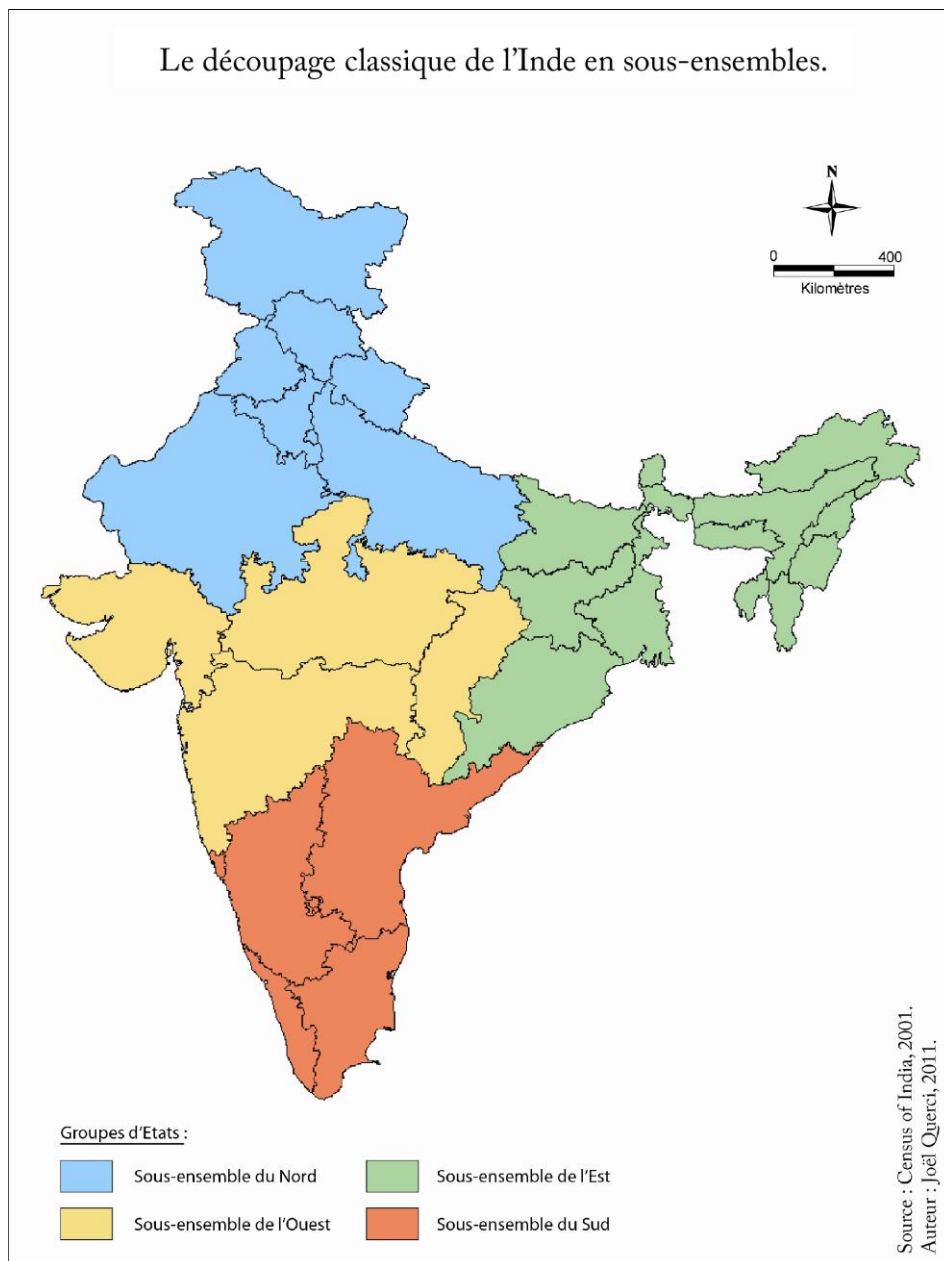 Le découpage classique de l'Inde en sous-ensembles.
N
0 400
Kilomètres
Groupes d'Etats :
Sous-ensemble du Nord
Sous-ensemble de l'Est
Sous-ensemble de l'Ouest
Sous-ensemble du Sud
Source : Census of India, 2001.
Auteur : Joël Querci, 2011.